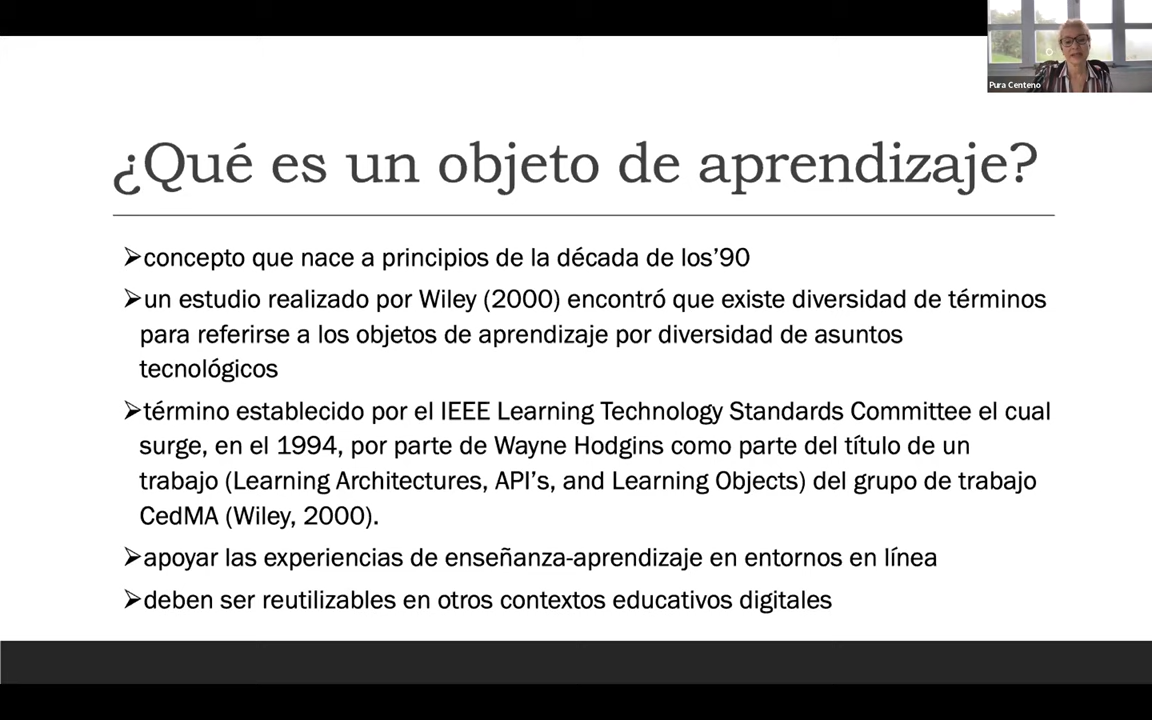 Pura Centeno
¿Qué es un objeto de aprendizaje?
➢concepto que nace a principios de la década de los’90
➢un estudio realizado por Wiley (2000) encontró que existe diversidad de términos
para referirse a los objetos de aprendizaje por diversidad de asuntos
tecnológicos
➢término establecido por el IEEE Learning Technology Standards Committee el cual
surge, en el 1994, por parte de Wayne Hodgins como parte del título de un
trabajo (Learning Architectures, API’s, and Learning Objects) del grupo de trabajo
CedMA (Wiley, 2000).
➢apoyar las experiencias de enseñanza-aprendizaje en entornos en línea
➢deben ser reutilizables en otros contextos educativos digitales